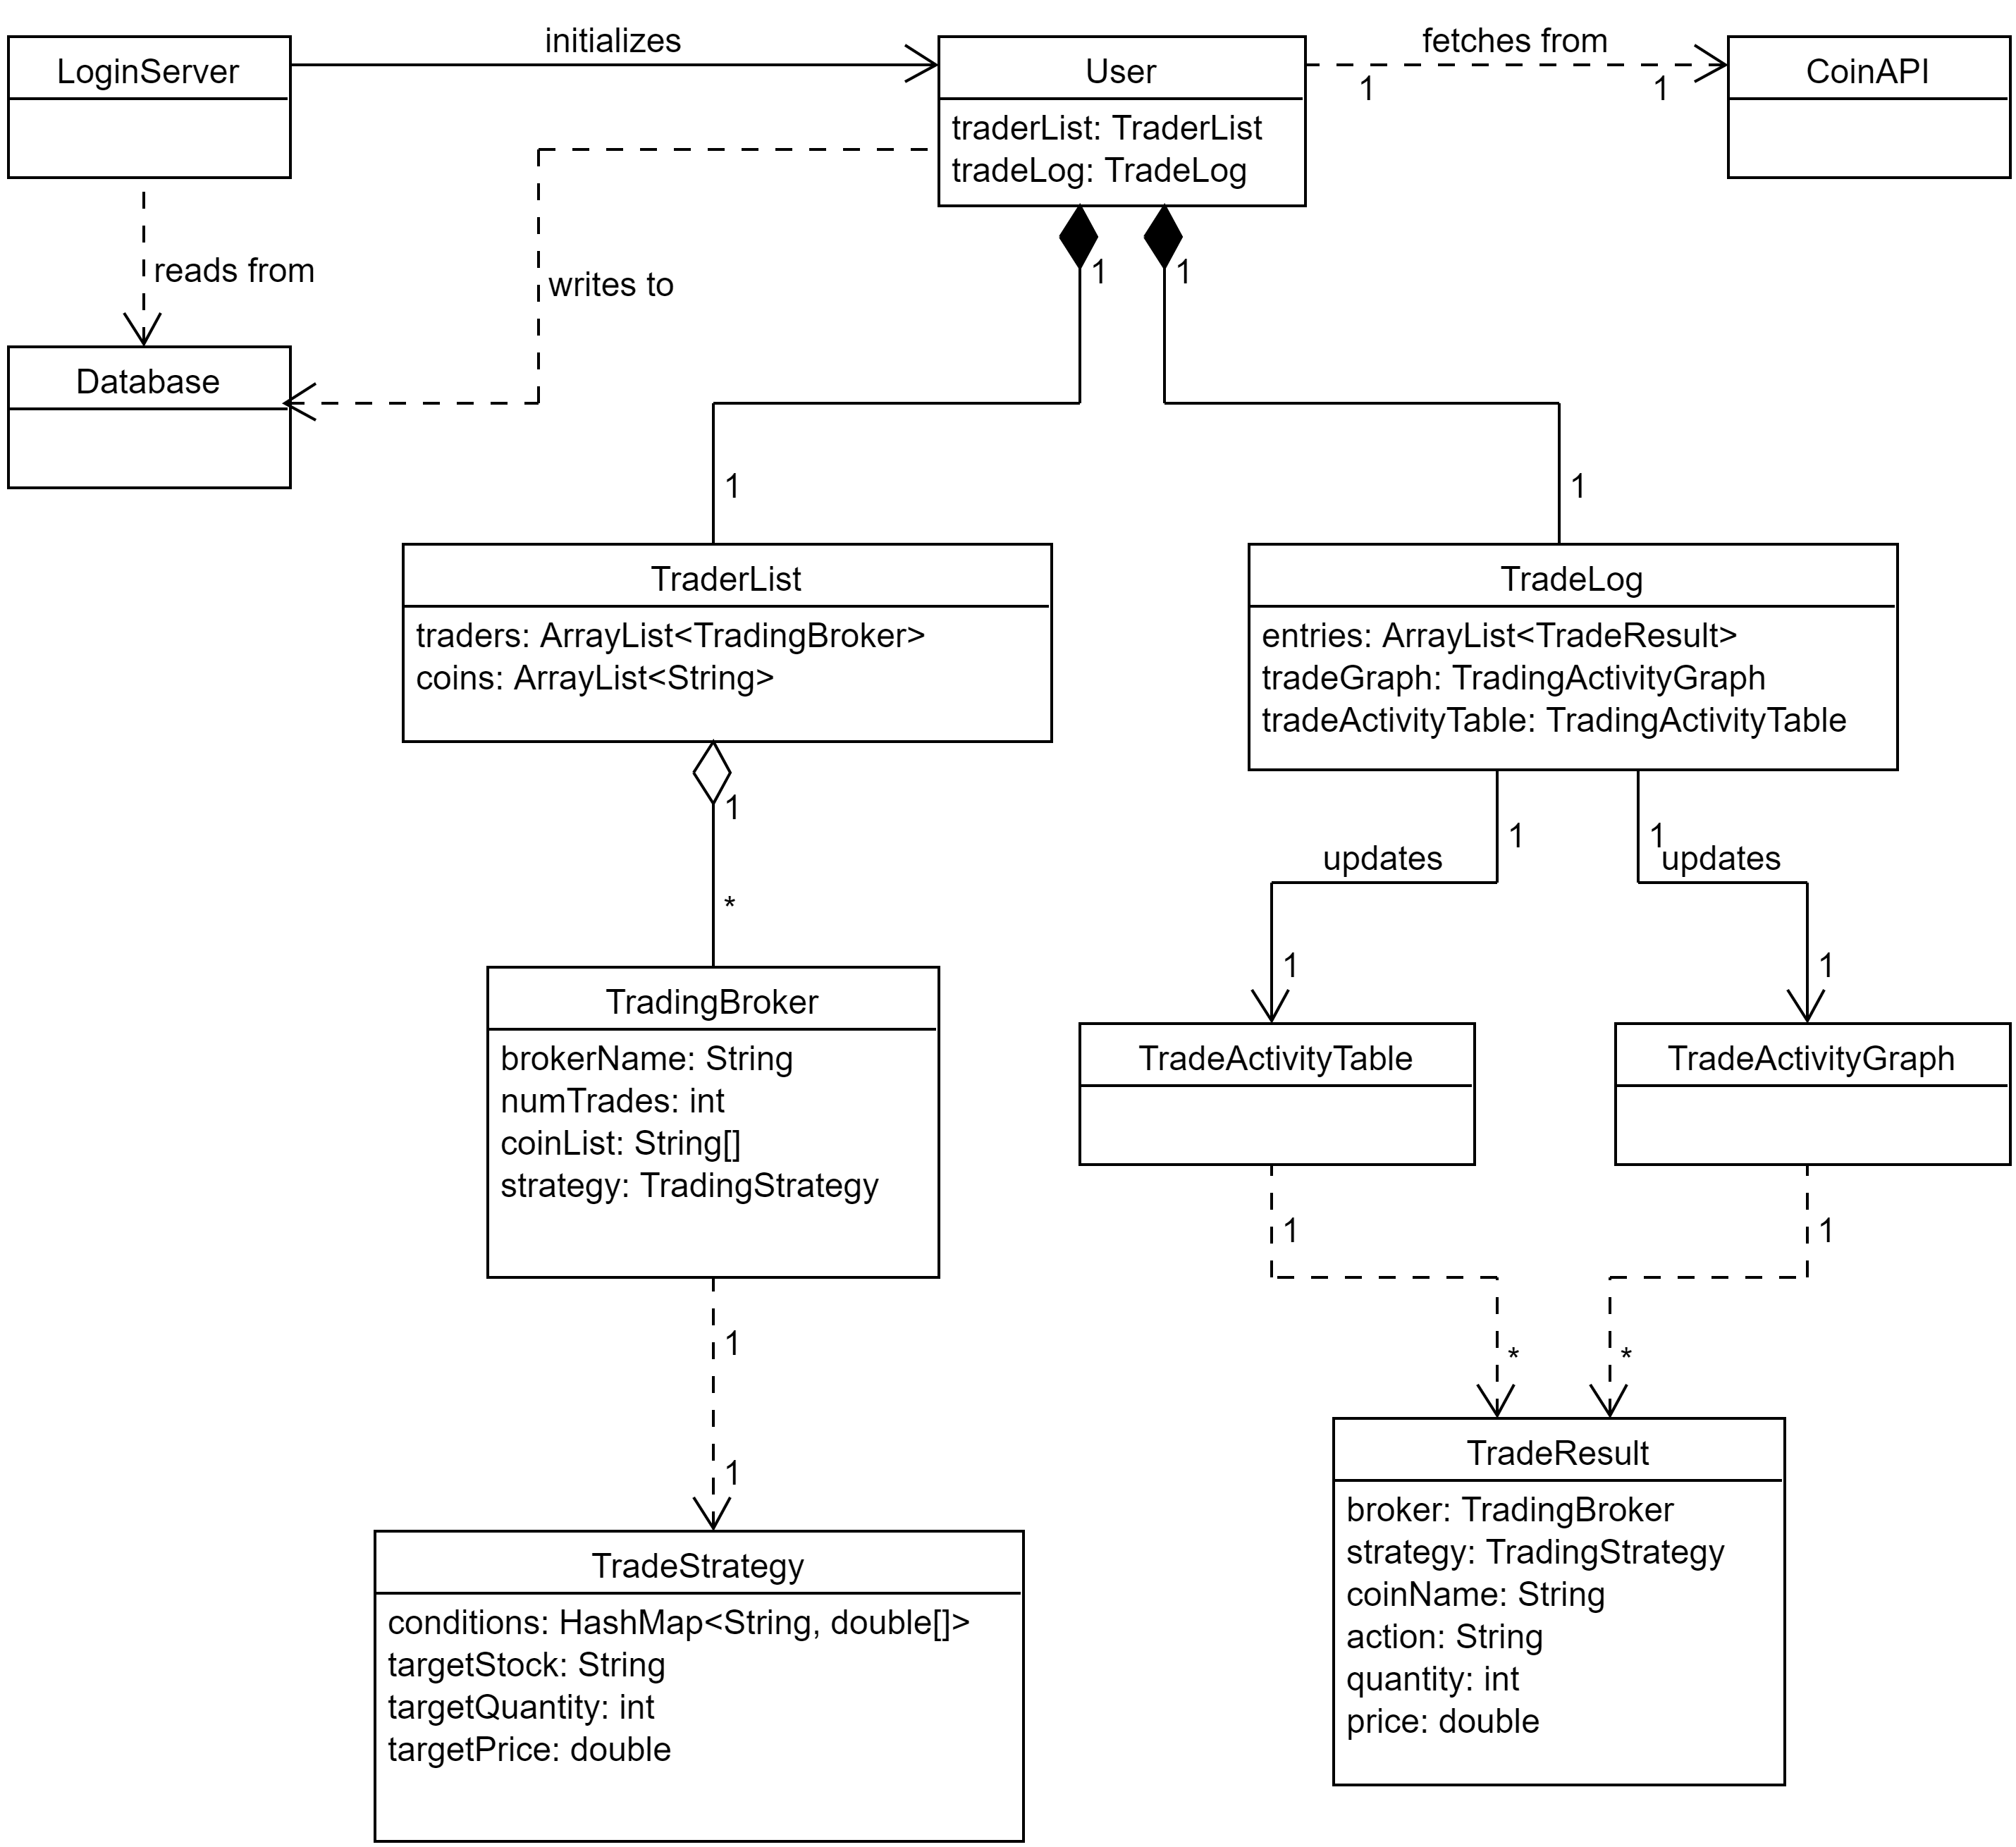 initializes
fetches from
LoginServer
User
CoinAPI
1
1
traderList: TraderList
tradeLog: TradeLog
reads from
writes to
1
1
Database
1
1
TraderList
traders: ArrayList<TradingBroker>
coins: ArrayList<String>
TradeLog
entries: ArrayList<TradeResult>
tradeGraph: TradingActivityGraph
tradeActivityTable: TradingActivityTable
1
*
1
1
updates
updates
1
1
TradingBroker
brokerName: String
numTrades: int
coinList: String[]
strategy: TradingStrategy
TradeActivityTable
TradeActivityGraph
1
1
1
1
*
*
TradeStrategy
conditions: HashMap<String, double[]>
targetStock: String
targetQuantity: int
targetPrice: double
TradeResult
broker: TradingBroker
strategy: TradingStrategy
coinName: String
action: String
quantity: int
price: double